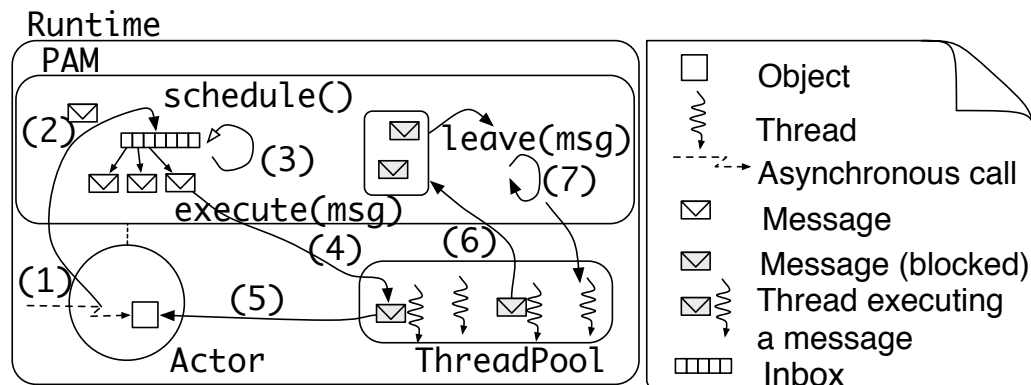 Runtime
PAM
schedule()
(2)
(3)
leave(msg)
(7)
execute(msg)
(4)
(6)
(1)
(5)
Actor
ThreadPool
Object
Thread
Asynchronous call
Message
Message (blocked)
Thread executing
a message
Inbox